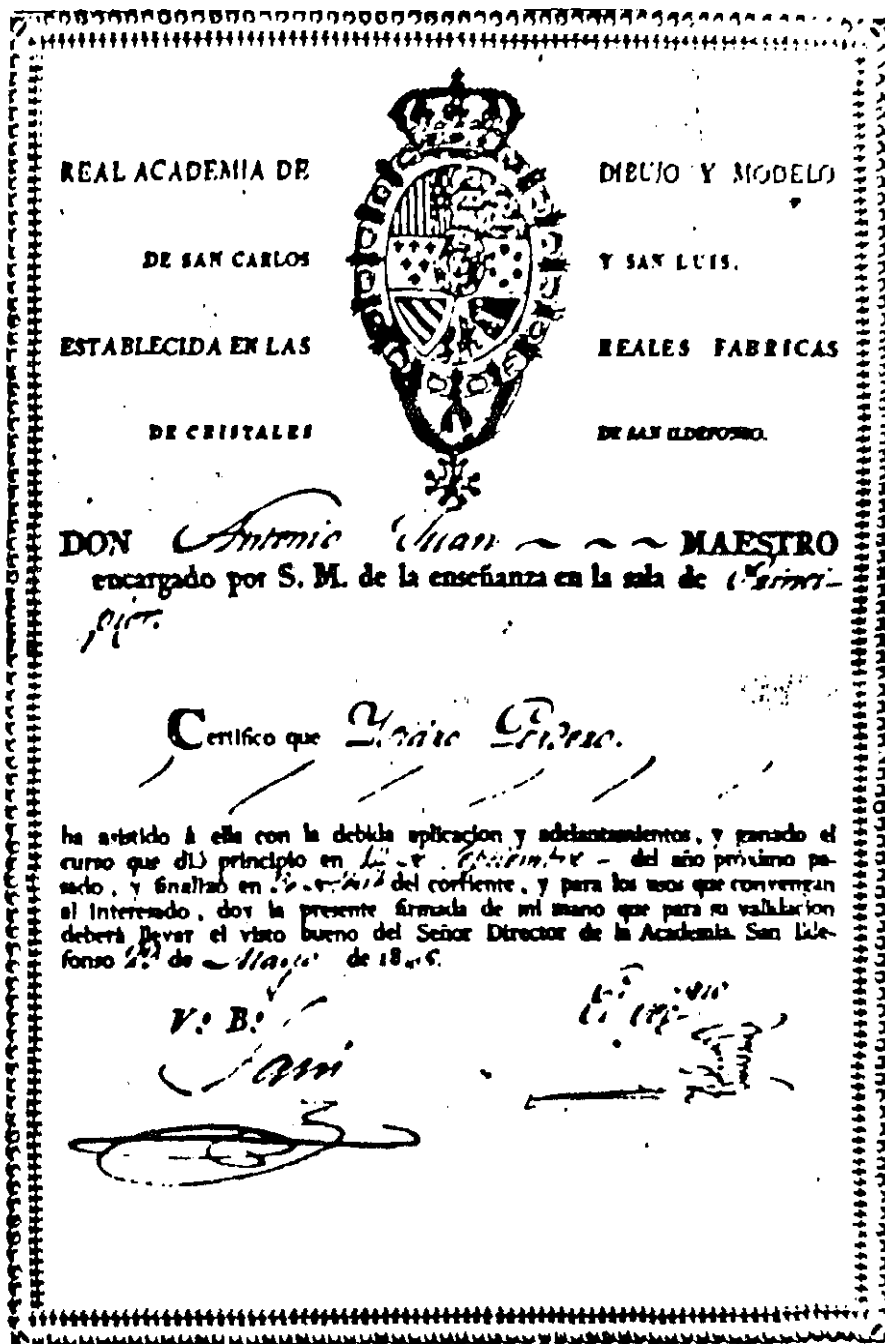 REAL ACADEMIA DE DIBUJO Y MODELO
DE SAN CARLOS Y SAN LUIS.
ESTABLECIDA EN LAS REALES FABRICAS
DE CRISTALES DE SAN ILDEFONSO.
DON Antonio Juan MAESTRO
encargado por S. M. de la enseñanza en la sala de Princi-
pios.
Certifico que
ha asistido á ella con la debida aplicacion y adelantamientos, y ganado el
curso que dió principio en del año próximo pa-
sado, y finalizó en del corriente, y para los usos que convengan
al interesado, doy la presente firmada de mi mano que para su validacion
deberá llevar el visto bueno del Señor Director de la Academia. San Ilde-
fonso de de 18
V.º B.º